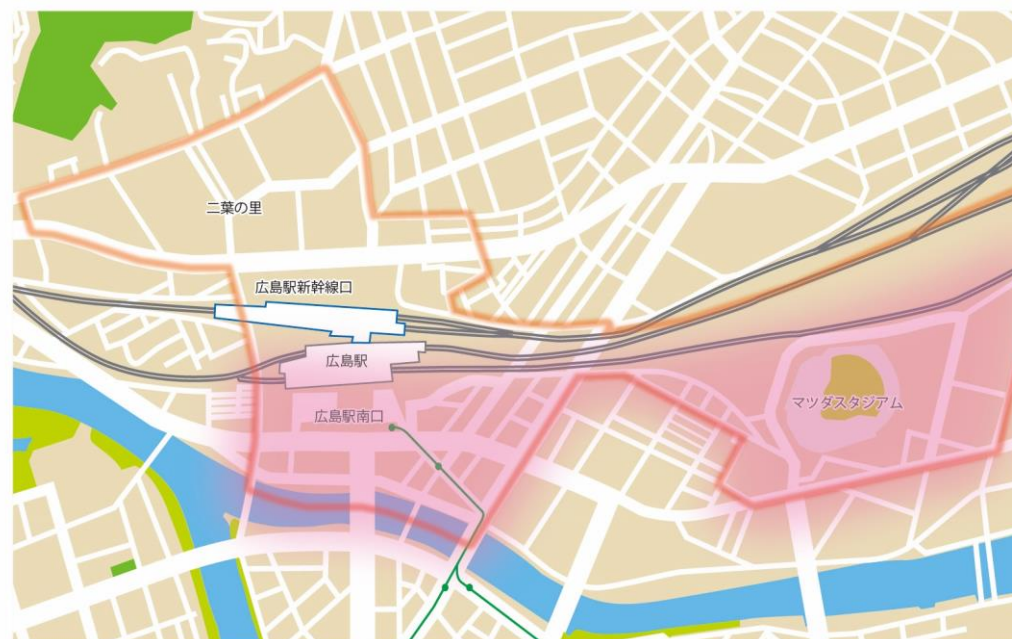 二葉の里
広島駅新幹線口
広島駅
広島駅南口
マツダスタジアム